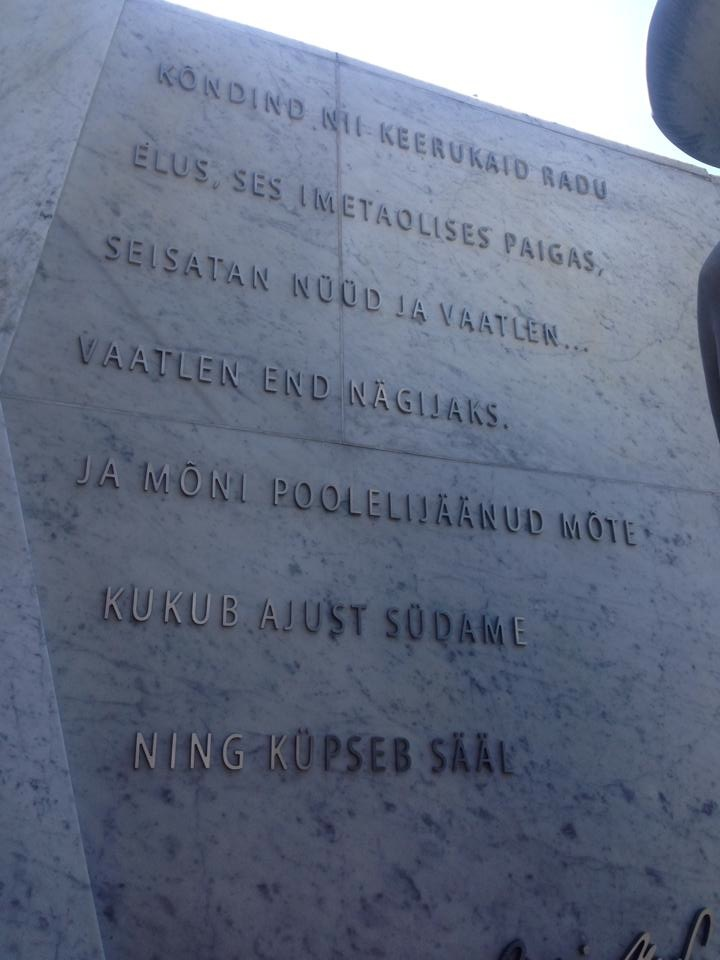 KÕNDIND NII KEERUKAID RADU
ELUS, SES IMETAOLISES PAIGAS,
SEISATAN NÜÜD JA VAATLEN...
VAATLEN END NÄGIJAKS.
JA MÕNI POOLELIJÄÄNUD MÕTE
KUKUB AJUST SÜDAME
NING KÜPSEB SÄÄL